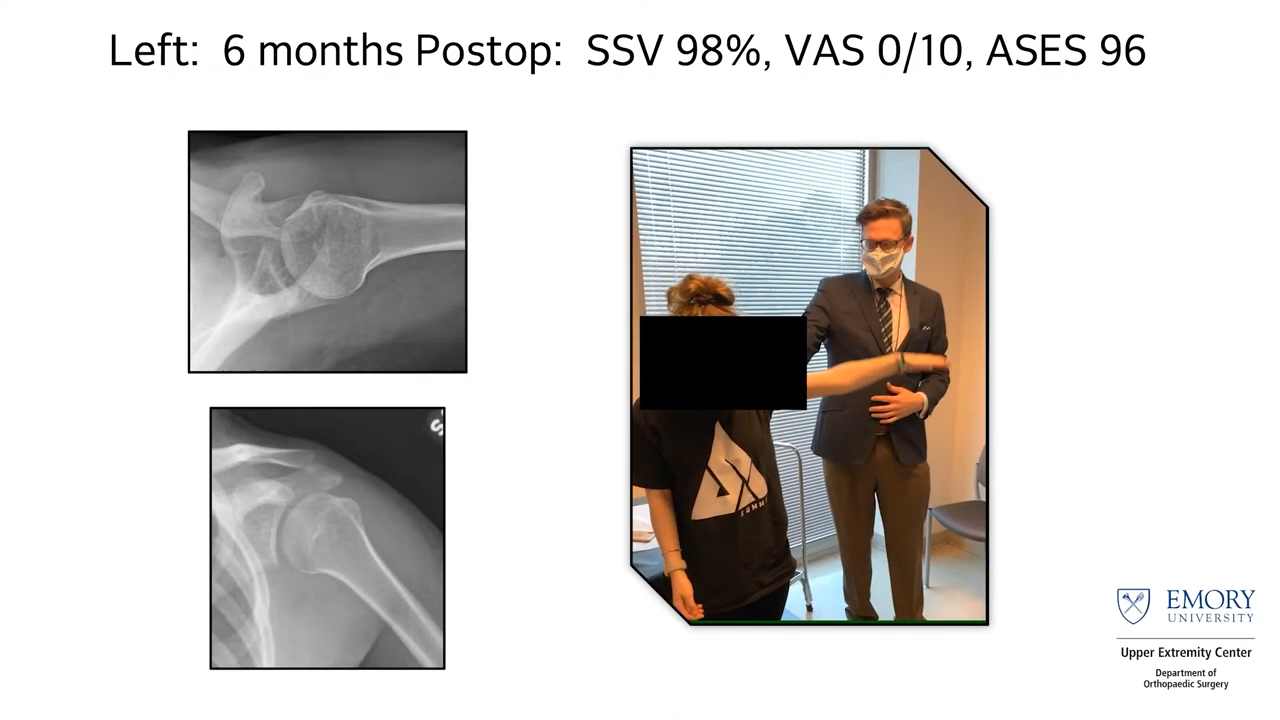 Left: 6 months Postop: SSV 98%, VAS 0/10, ASES 96
S
SUMMIT
EMORY
UNIVERSITY
Upper Extremity Center
Department of
Orthopaedic Surgery